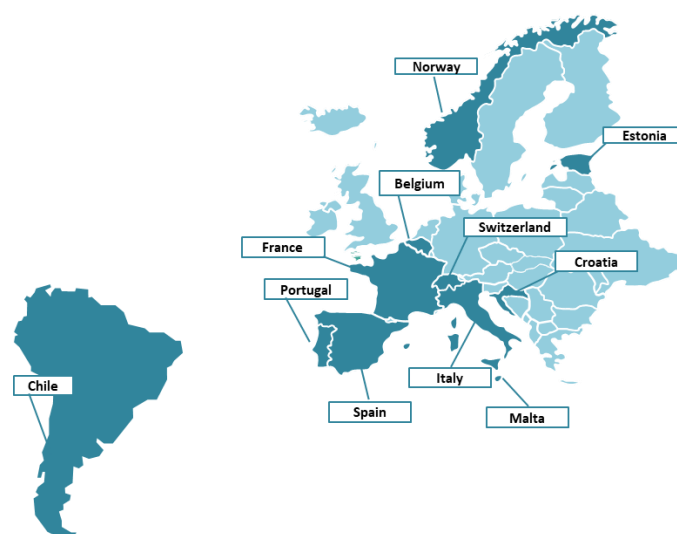 Norway
Estonia
Belgium
Switzerland
France
Croatia
Portugal
Chile
Italy
Spain
Malta